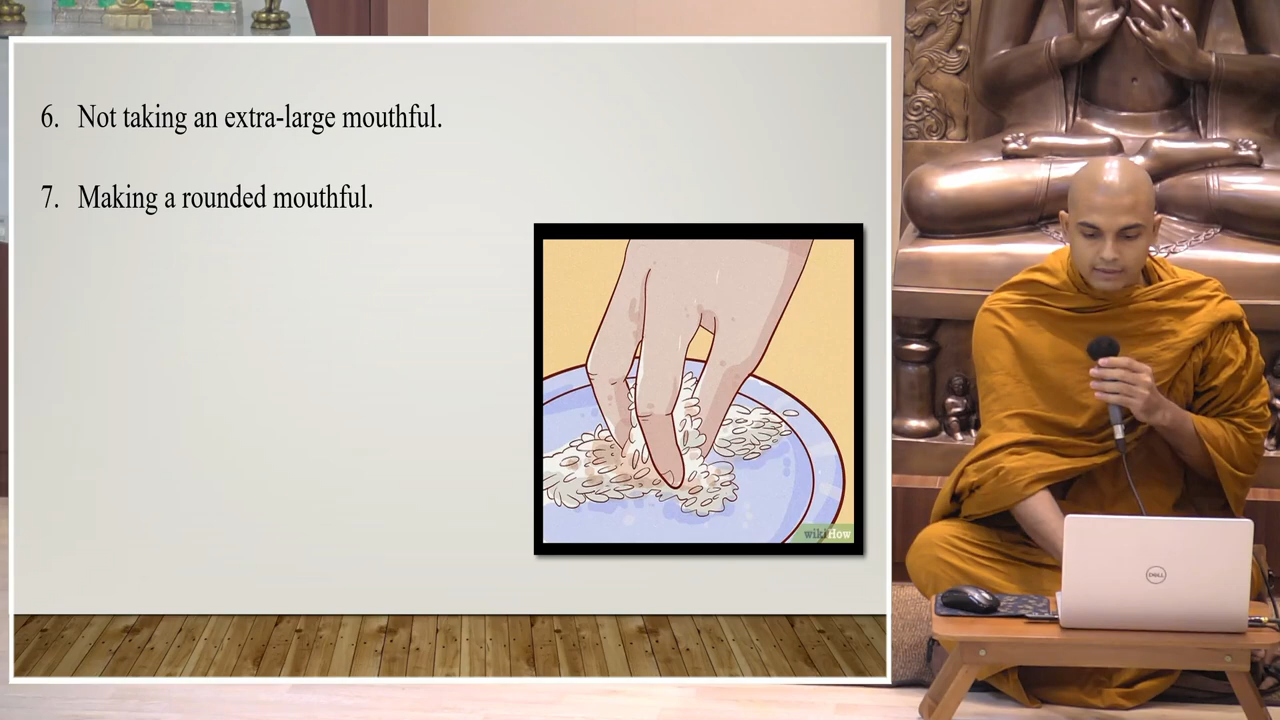 6. Not taking an extra-large mouthful.
7. Making a rounded mouthful.
wikiHow
DELL